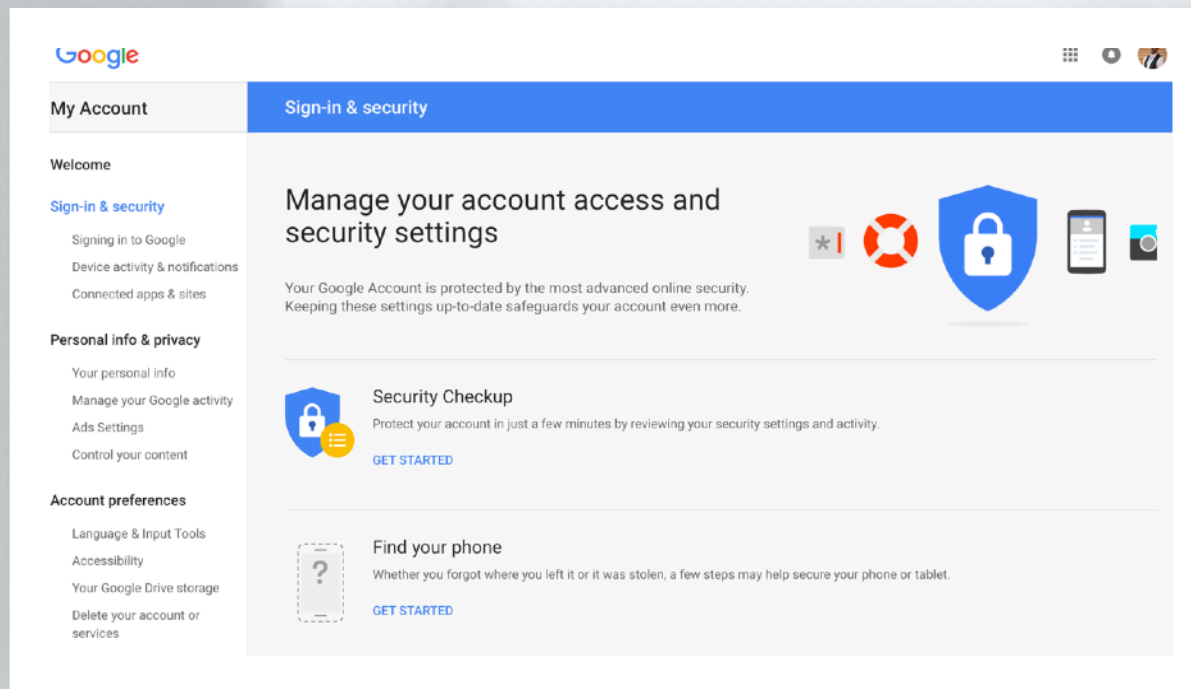 Google
My Account
Sign-in & security
Welcome
Sign-in & security
Signing in to Google
Device activity & notifications
Connected apps & sites
Personal info & privacy
Your personal info
Manage your Google activity
Ads Settings
Control your content
Account preferences
Language & Input Tools
Accessibility
Your Google Drive storage
Delete your account or
services
Manage your account access and
security settings
Your Google Account is protected by the most advanced online security.
Keeping these settings up-to-date safeguards your account even more.
*
Security Checkup
Protect your account in just a few minutes by reviewing your security settings and activity.
GET STARTED
?
Find your phone
Whether you forgot where you left it or it was stolen, a few steps may help secure your phone or tablet.
GET STARTED